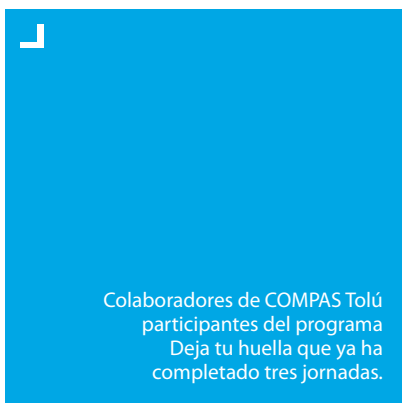 Colaboradores de COMPAS Tolú
participantes del programa
Deja tu huella que ya ha
completado tres jornadas.